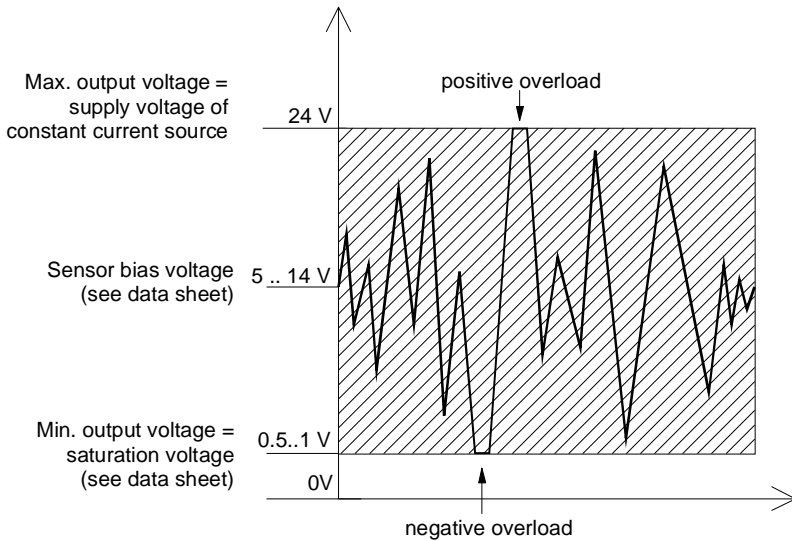 Max. output voltage =
supply voltage of
constant current source
24 V
positive overload
Sensor bias voltage
(see data sheet)
5 .. 14 V
Min. output voltage =
saturation voltage
(see data sheet)
0.5..1 V
0V
negative overload